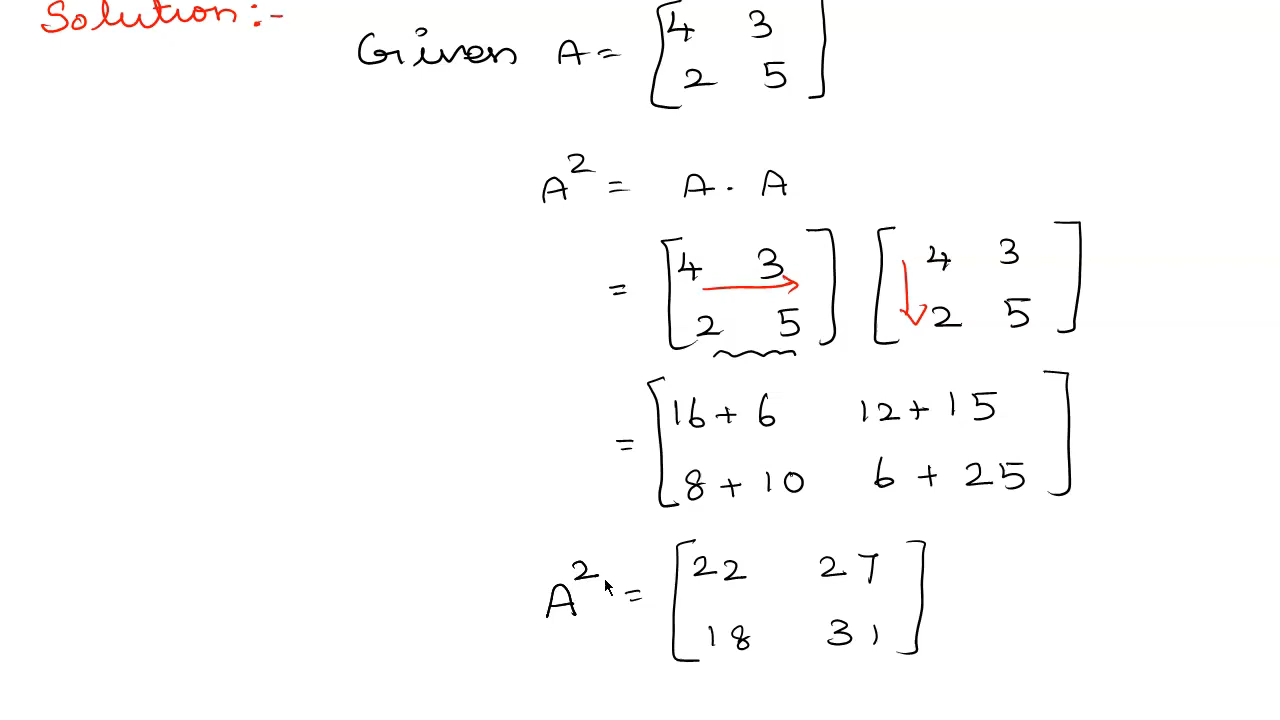 Solution:-
Given A = [4 3
2 5]
A² = A . A
= [4 3
2 5] [4 3
2 5]
= [16 + 6 12 + 15
8 + 10 6 + 25]
A² = [22 27
18 31]